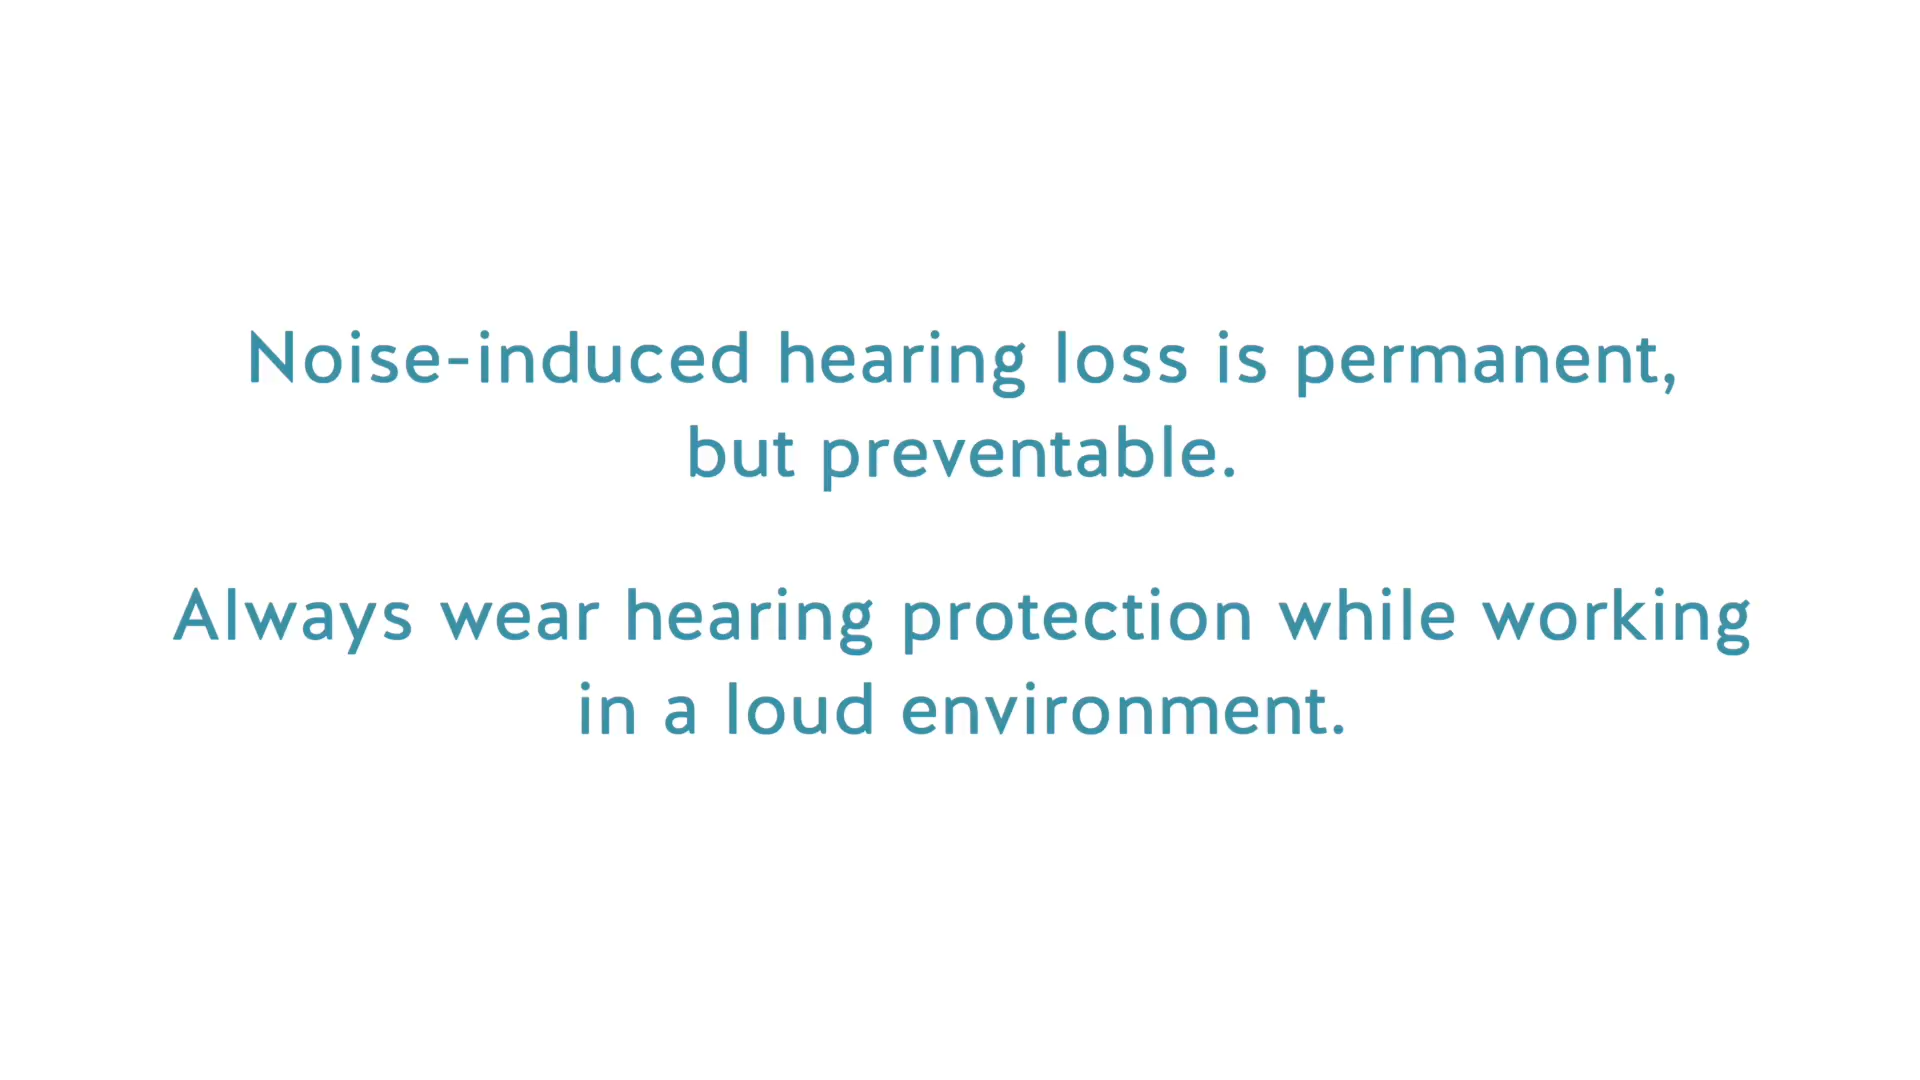 Noise-induced hearing loss is permanent,
but preventable.
Always wear hearing protection while working
in a loud environment.